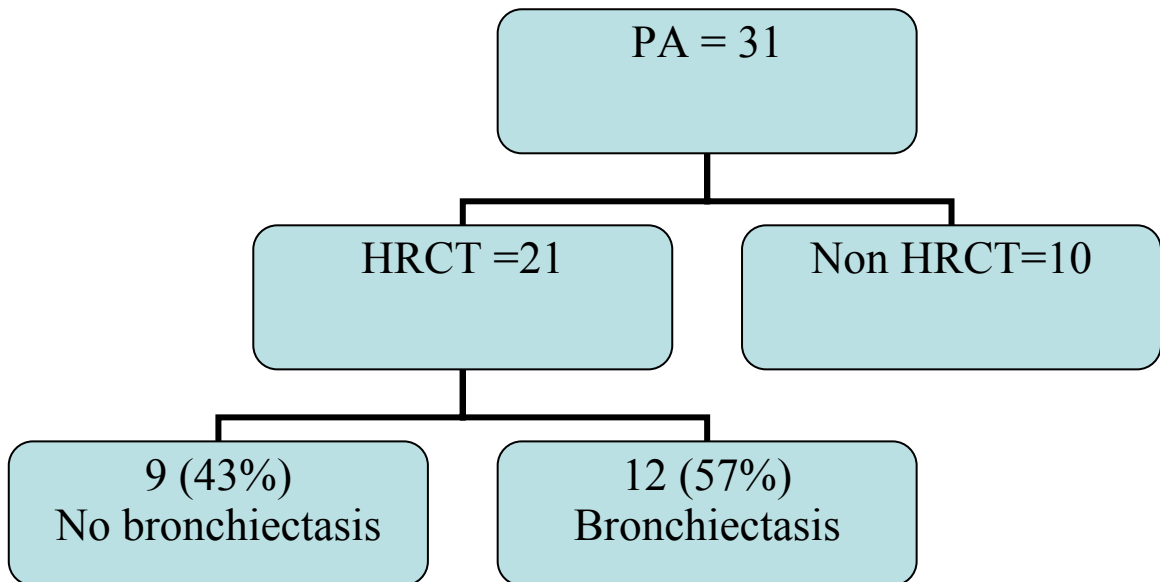 PA = 31
HRCT =21
Non HRCT=10
9 (43%)
No bronchiectasis
12 (57%)
Bronchiectasis